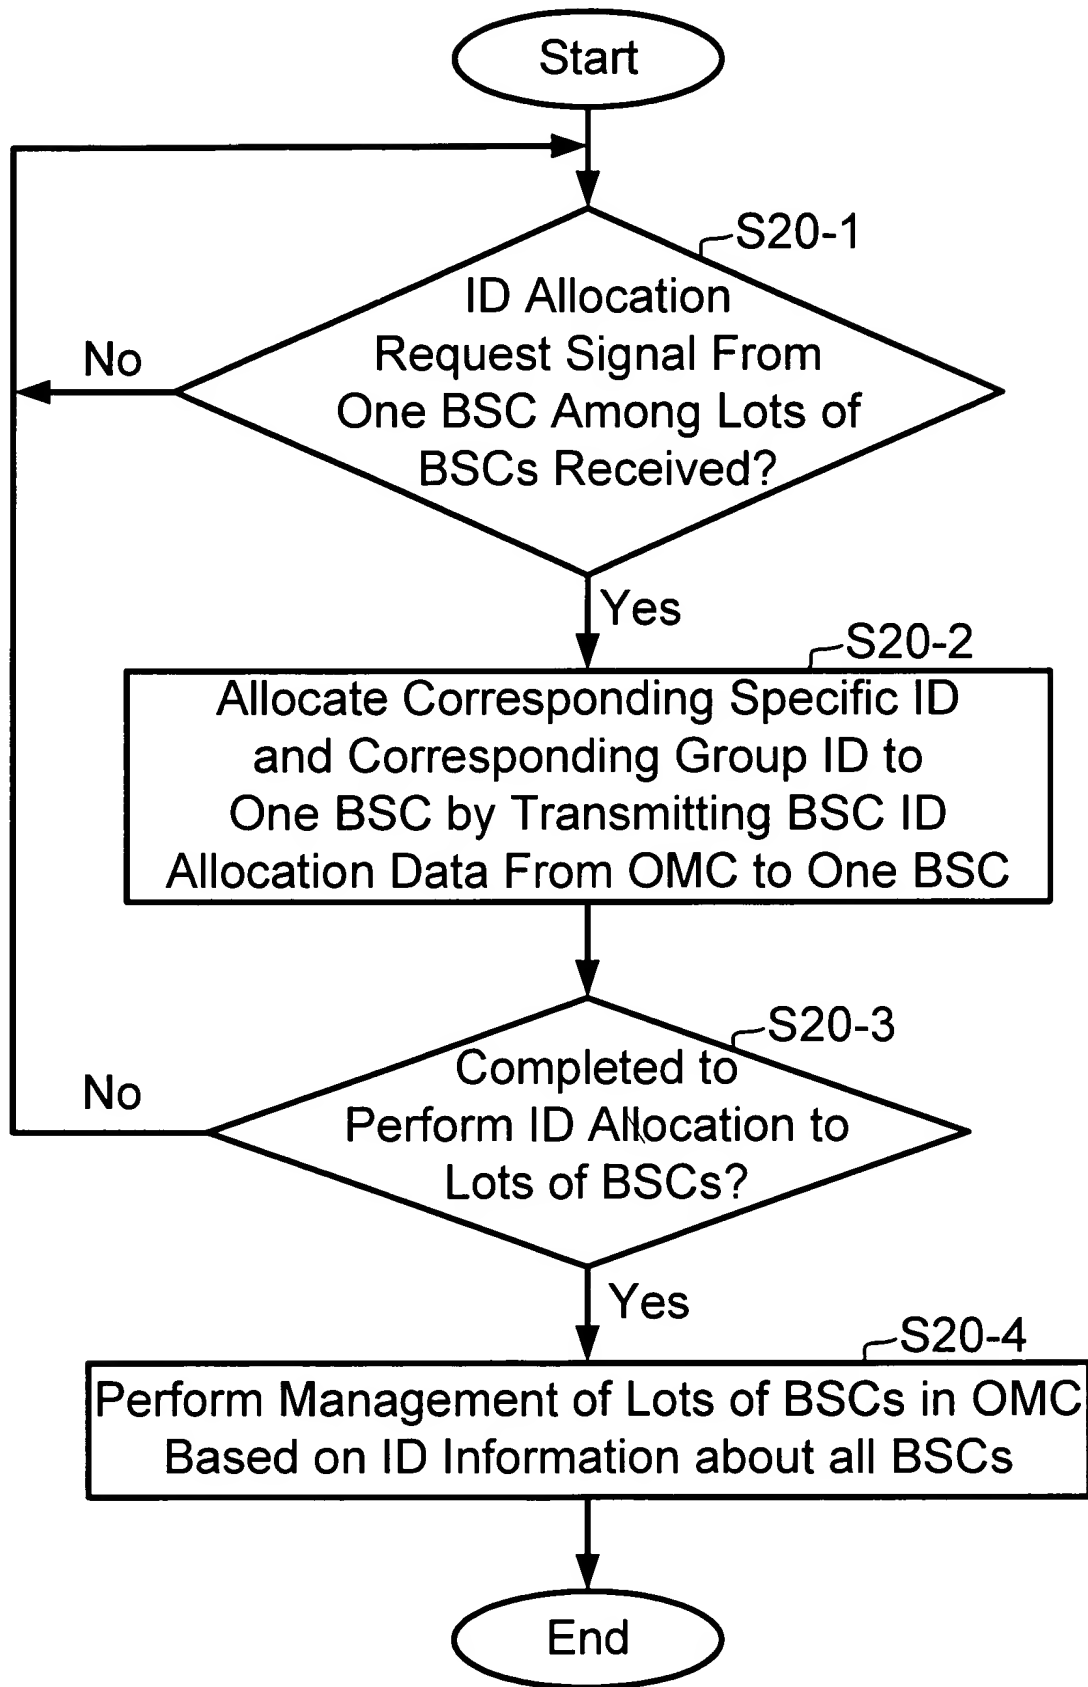 Start
S20-1
ID Allocation
Request Signal From
One BSC Among Lots of
BSCs Received?
No
Yes
S20-2
Allocate Corresponding Specific ID
and Corresponding Group ID to
One BSC by Transmitting BSC ID
Allocation Data From OMC to One BSC
S20-3
Completed to
Perform ID Allocation to
Lots of BSCs?
No
Yes
S20-4
Perform Management of Lots of BSCs in OMC
Based on ID Information about all BSCs
End